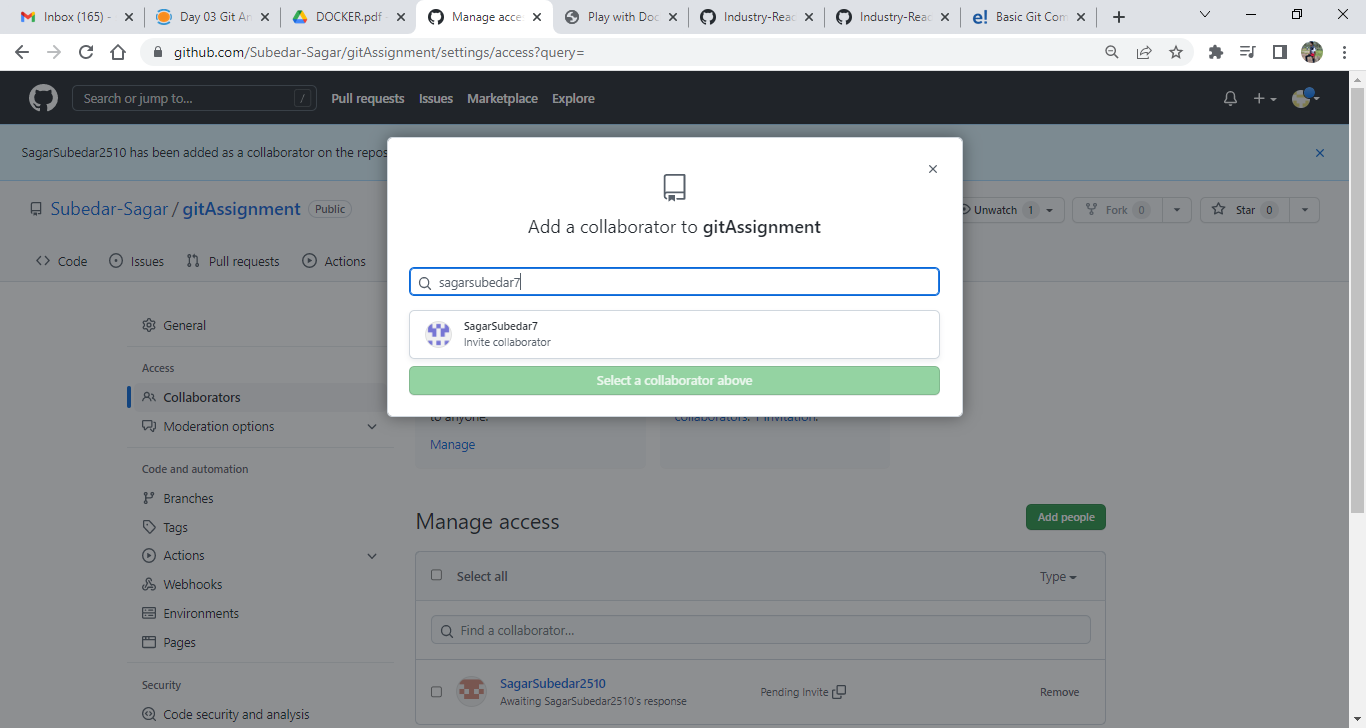 Inbox (165) -
Day 03 Git An
DOCKER.pdf -
Manage acce
Play with Doc
Industry-Read
Industry-Read
Basic Git Com
github.com/Subedar-Sagar/gitAssignment/settings/access?query=
Search or jump to...
/
Pull requests
Issues
Marketplace
Explore
SagarSubedar2510 has been added as a collaborator on the repos
Subedar-Sagar / gitAssignment
Public
Unwatch 1
Fork 0
Star 0
Code
Issues
Pull requests
Actions
Add a collaborator to gitAssignment
sagarsubedar7
SagarSubedar7
Invite collaborator
Select a collaborator above
General
Access
Collaborators
Moderation options
Code and automation
Branches
Tags
Actions
Webhooks
Environments
Pages
Security
Code security and analysis
to anyone.
Manage
collaborators. 1 invitation.
Manage access
Add people
Select all
Type
Find a collaborator...
SagarSubedar2510
Awaiting SagarSubedar2510's response
Pending Invite
Remove